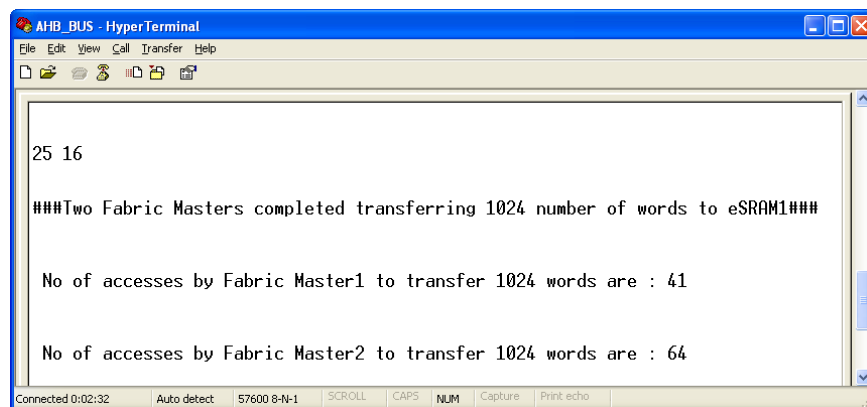 AHB_BUS - HyperTerminal
File Edit View Call Transfer Help
25 16
###Two Fabric Masters completed transferring 1024 number of words to eSRAM1###
No of accesses by Fabric Master1 to transfer 1024 words are : 41
No of accesses by Fabric Master2 to transfer 1024 words are : 64
Connected 0:02:32 Auto detect 57600 8-N-1 SCROLL CAPS NUM Capture Print echo